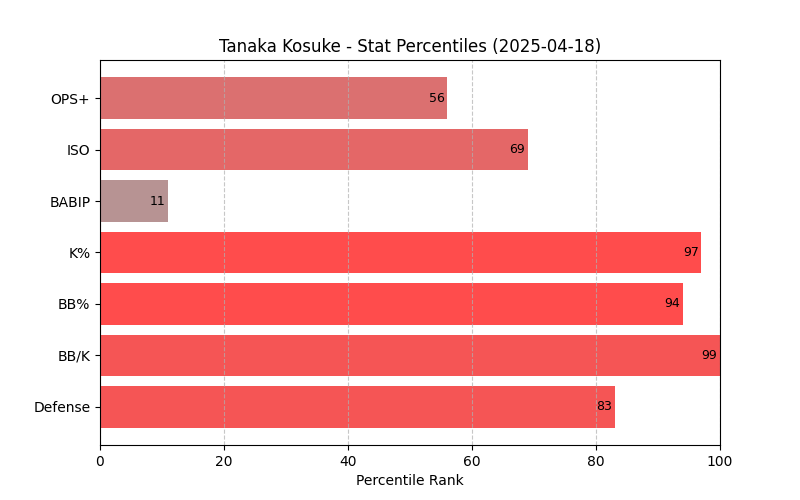 Tanaka Kosuke - Stat Percentiles (2025-04-18)
OPS+ 56
ISO 69
BABIP 11
K% 97
BB% 94
BB/K 99
Defense 83
0 20 40 60 80 100
Percentile Rank